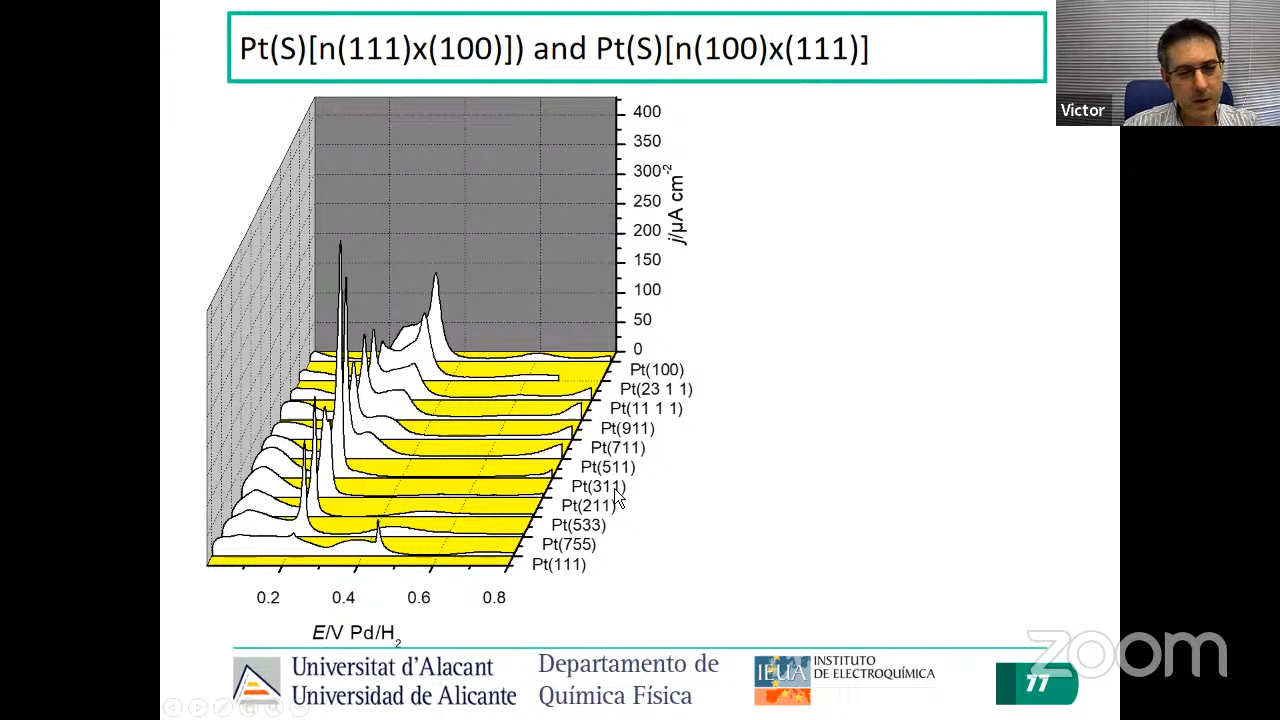 Pt(S)[n(111)x(100)]) and Pt(S)[n(100)x(111)]
Victor
400
350
300
250
200
150
100
50
0
j/µA cm-2
Pt(100)
Pt(23 1 1)
Pt(11 1 1)
Pt(911)
Pt(711)
Pt(511)
Pt(311)
Pt(211)
Pt(533)
Pt(755)
Pt(111)
0.2 0.4 0.6 0.8
E/V Pd/H2
Universitat d'Alacant
Universidad de Alicante
Departamento de
Química Física
IEUA
INSTITUTO
DE ELECTROQUÍMICA
77
zoom